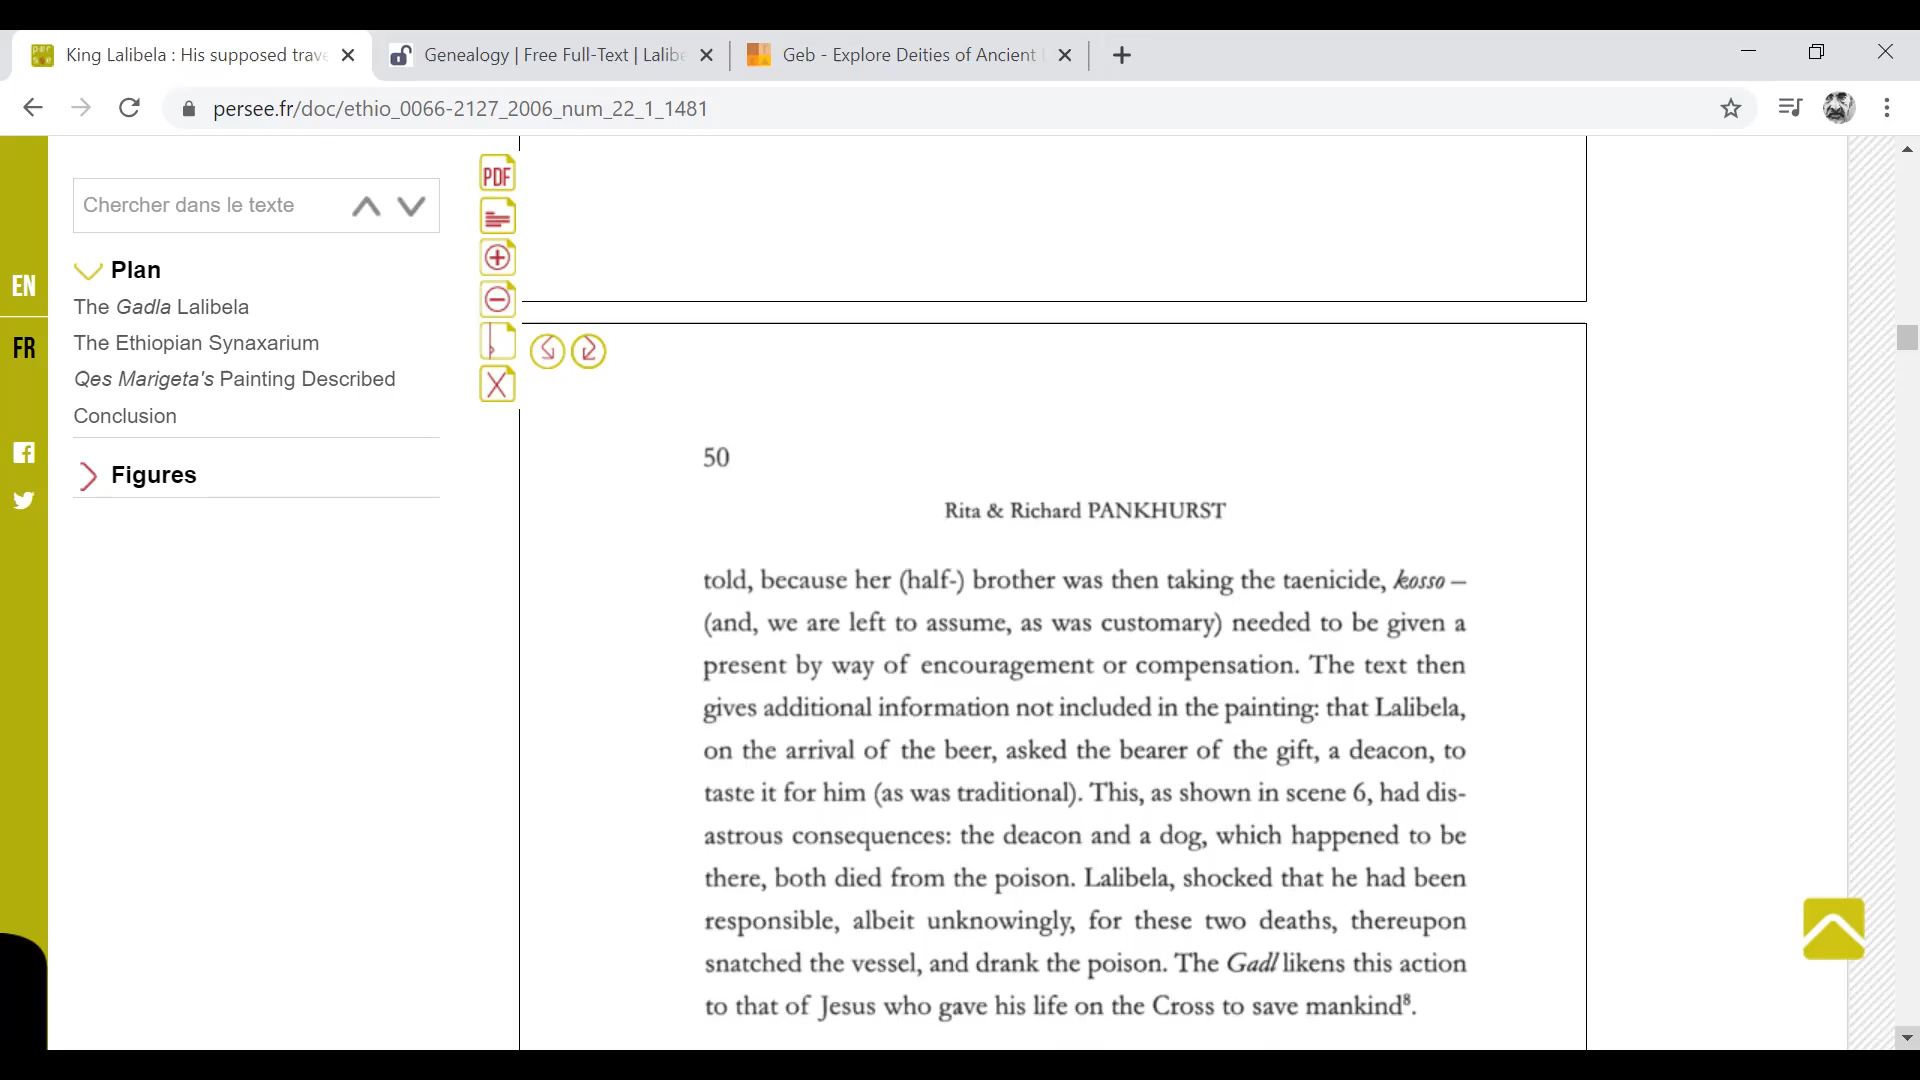 King Lalibela : His supposed trave
Genealogy | Free Full-Text | Lalibe
Geb - Explore Deities of Ancient
persee.fr/doc/ethio_0066-2127_2006_num_22_1_1481
EN
FR
Chercher dans le texte
Plan
The Gadla Lalibela
The Ethiopian Synaxarium
Qes Marigeta's Painting Described
Conclusion
Figures
PDF
50
Rita & Richard PANKHURST
told, because her (half-) brother was then taking the taenicide, kosso –
(and, we are left to assume, as was customary) needed to be given a
present by way of encouragement or compensation. The text then
gives additional information not included in the painting: that Lalibela,
on the arrival of the beer, asked the bearer of the gift, a deacon, to
taste it for him (as was traditional). This, as shown in scene 6, had dis-
astrous consequences: the deacon and a dog, which happened to be
there, both died from the poison. Lalibela, shocked that he had been
responsible, albeit unknowingly, for these two deaths, thereupon
snatched the vessel, and drank the poison. The Gadl likens this action
to that of Jesus who gave his life on the Cross to save mankind⁸.